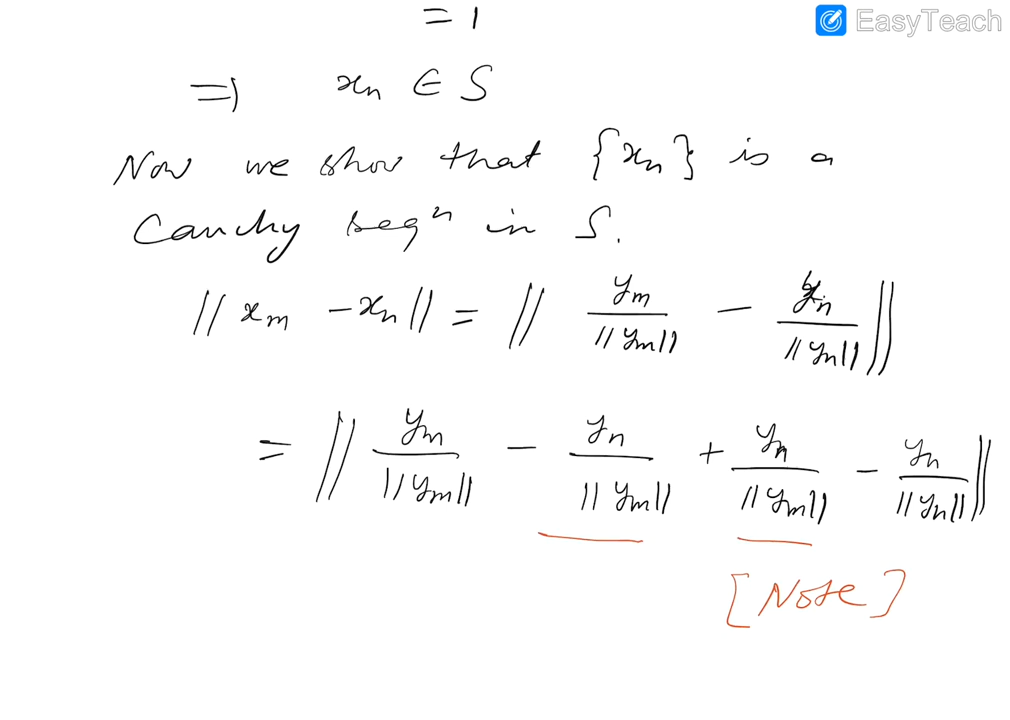 EasyTeach
= 1
⇒ xn ∈ S
Now we show that {xn} is a
Cauchy seqⁿ in S.
|| xm - xn || = || ym / ||ym|| - yn / ||yn|| ||
= || ym / ||ym|| - yn / ||ym|| + yn / ||ym|| - yn / ||yn|| ||
[Note]